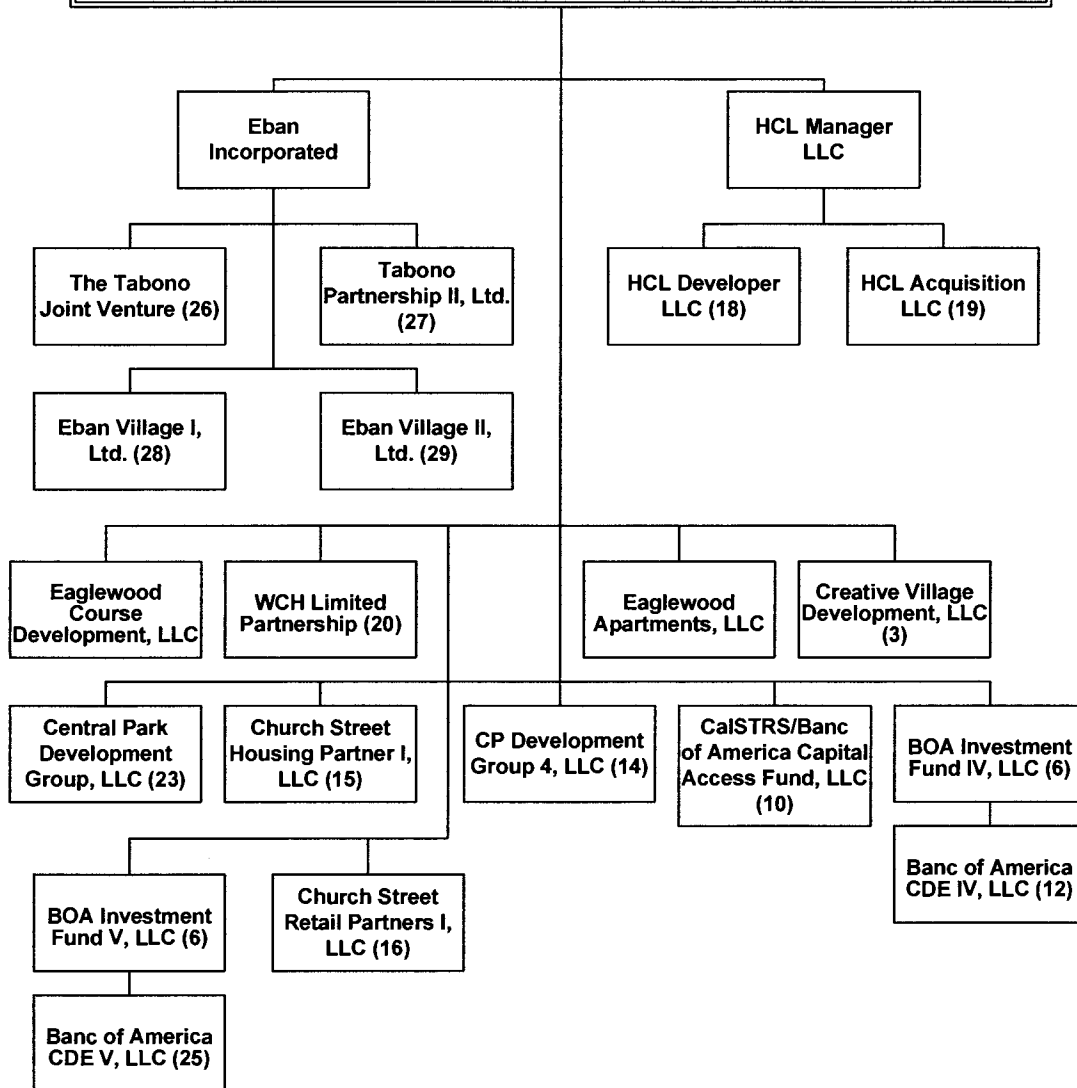 Eban
Incorporated
HCL Manager
LLC
The Tabono
Joint Venture (26)
Tabono
Partnership II, Ltd.
(27)
HCL Developer
LLC (18)
HCL Acquisition
LLC (19)
Eban Village I,
Ltd. (28)
Eban Village II,
Ltd. (29)
Eaglewood
Course
Development, LLC
WCH Limited
Partnership (20)
Eaglewood
Apartments, LLC
Creative Village
Development, LLC
(3)
Central Park
Development
Group, LLC (23)
Church Street
Housing Partner I,
LLC (15)
CP Development
Group 4, LLC (14)
CalSTRS/Banc
of America Capital
Access Fund, LLC
(10)
BOA Investment
Fund IV, LLC (6)
Banc of America
CDE IV, LLC (12)
BOA Investment
Fund V, LLC (6)
Church Street
Retail Partners I,
LLC (16)
Banc of America
CDE V, LLC (25)